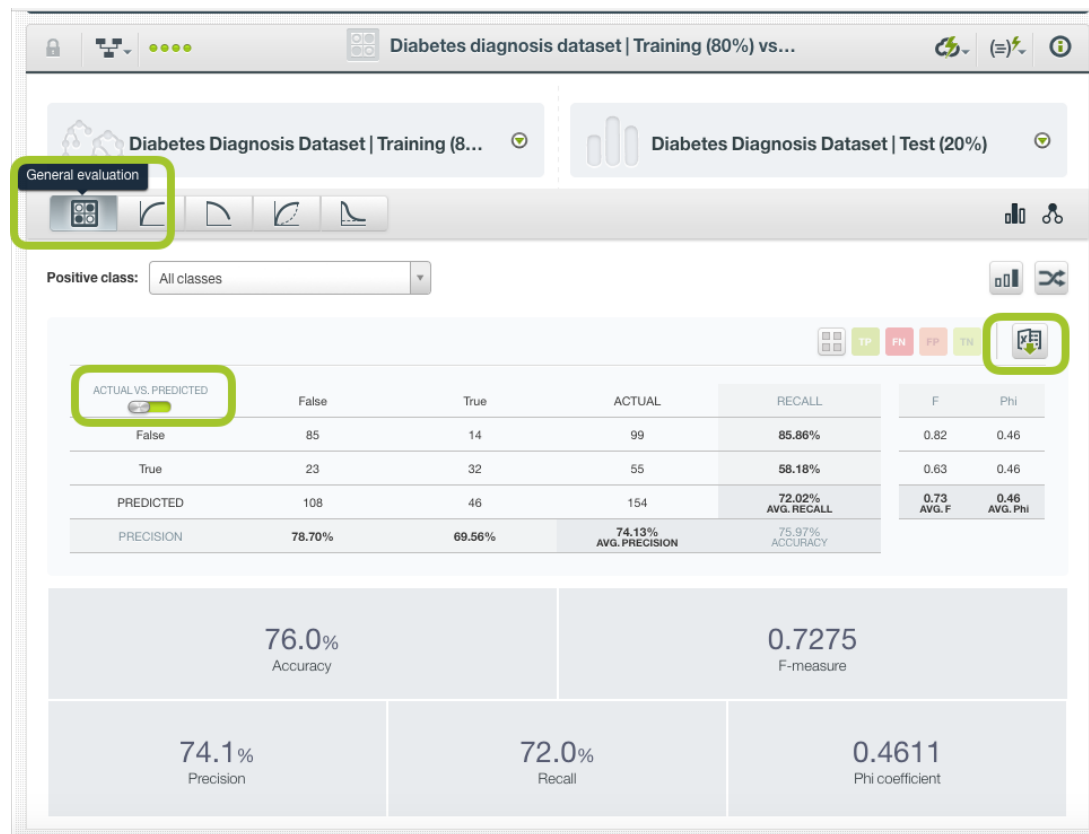 Diabetes diagnosis dataset | Training (80%) vs...
Diabetes Diagnosis Dataset | Training (8...
Diabetes Diagnosis Dataset | Test (20%)
General evaluation
Positive class: All classes
TP FN FP TN
ACTUAL VS. PREDICTED False True ACTUAL RECALL F Phi
False 85 14 99 85.86% 0.82 0.46
True 23 32 55 58.18% 0.63 0.46
PREDICTED 108 46 154 72.02% AVG. RECALL 0.73 AVG. F 0.46 AVG. Phi
PRECISION 78.70% 69.56% 74.13% AVG. PRECISION 75.97% ACCURACY
76.0% 0.7275
Accuracy F-measure
74.1% 72.0% 0.4611
Precision Recall Phi coefficient